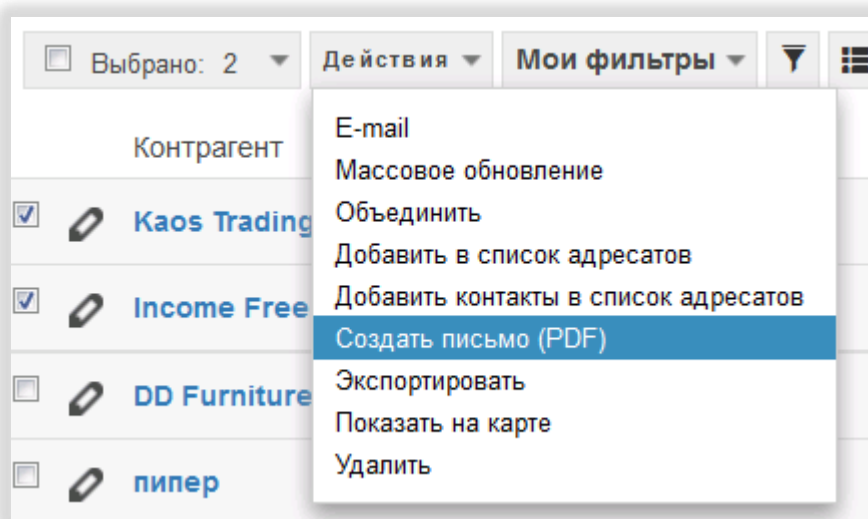 Выбрано: 2 Действия Мои фильтры
Контрагент
E-mail
Массовое обновление
Объединить
Добавить в список адресатов
Добавить контакты в список адресатов
Создать письмо (PDF)
Экспортировать
Показать на карте
Удалить
Kaos Trading
Income Free
DD Furniture
пипер